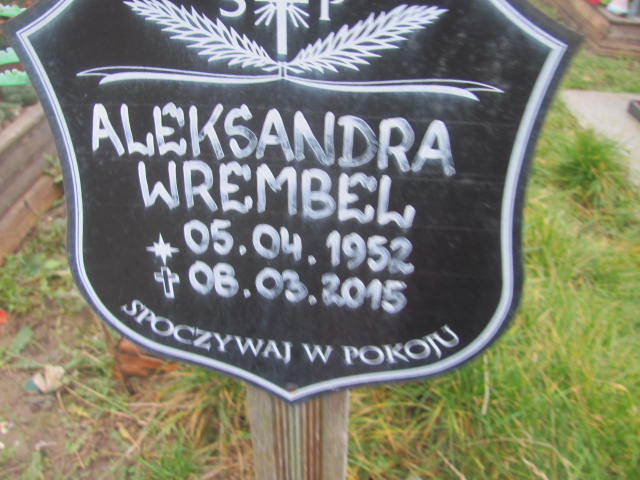 S P
ALEKSANDRA
WREMBEL
05.04.1952
08.03.2015
SPOCZYWAJ W POKOJU